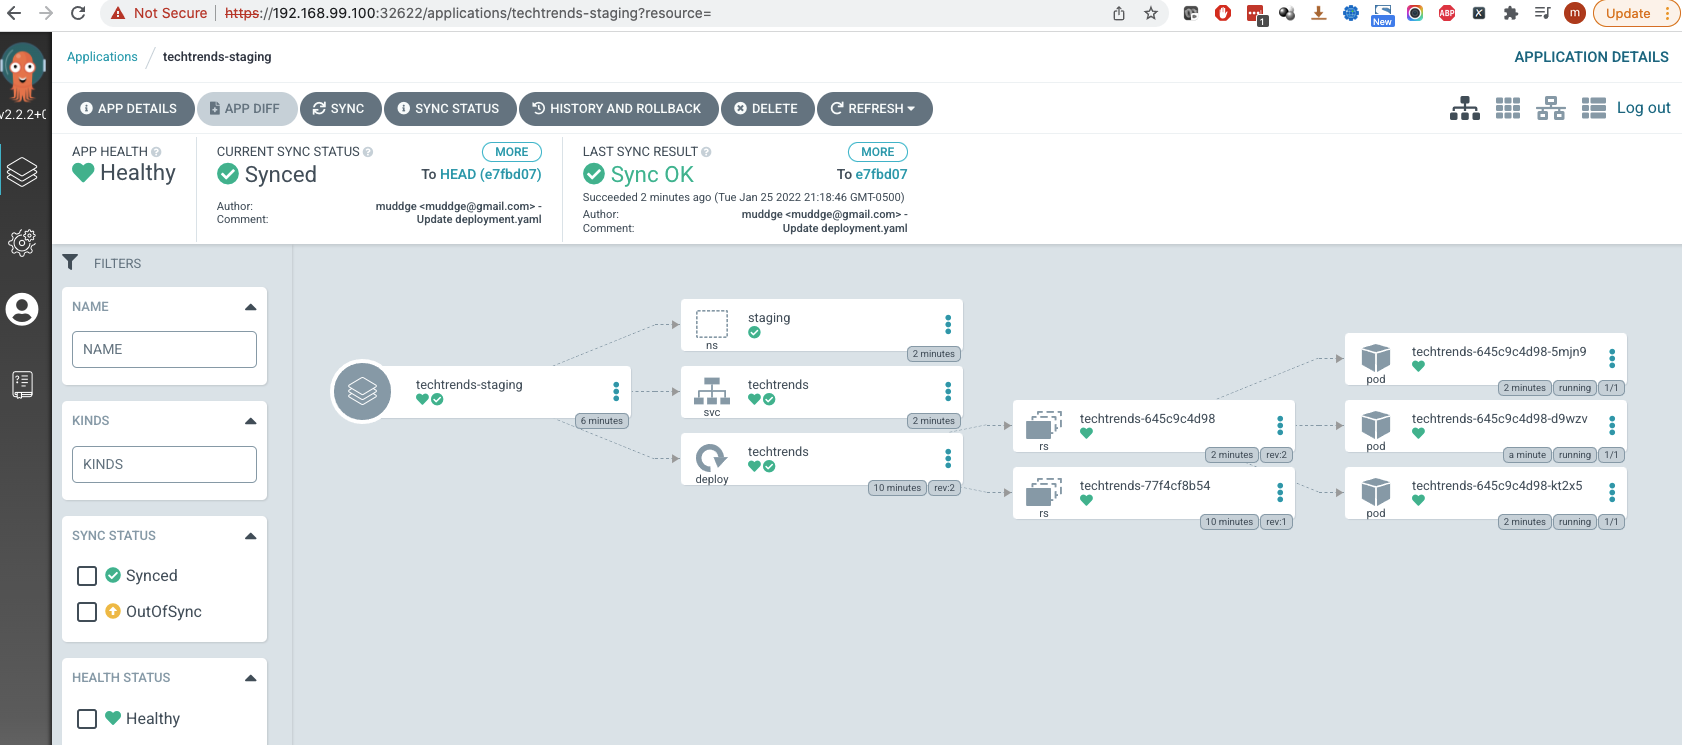 Not Secure | https://192.168.99.100:32622/applications/techtrends-staging?resource=
1
New
ABP
m
Update
v2.2.2+0
Applications / techtrends-staging
APPLICATION DETAILS
APP DETAILS
APP DIFF
SYNC
SYNC STATUS
HISTORY AND ROLLBACK
DELETE
REFRESH
Log out
APP HEALTH
Healthy
CURRENT SYNC STATUS
MORE
Synced
To HEAD (e7fbd07)
Author: muddge <muddge@gmail.com> -
Comment: Update deployment.yaml
LAST SYNC RESULT
MORE
Sync OK
To e7fbd07
Succeeded 2 minutes ago (Tue Jan 25 2022 21:18:46 GMT-0500)
Author: muddge <muddge@gmail.com> -
Comment: Update deployment.yaml
FILTERS
NAME
NAME
KINDS
KINDS
SYNC STATUS
Synced
OutOfSync
HEALTH STATUS
Healthy
techtrends-staging
6 minutes
staging
ns
2 minutes
techtrends
svc
2 minutes
techtrends
deploy
10 minutes rev:2
techtrends-645c9c4d98
rs
2 minutes rev:2
techtrends-77f4cf8b54
rs
10 minutes rev:1
techtrends-645c9c4d98-5mjn9
pod
2 minutes running 1/1
techtrends-645c9c4d98-d9wzv
pod
a minute running 1/1
techtrends-645c9c4d98-kt2x5
pod
2 minutes running 1/1